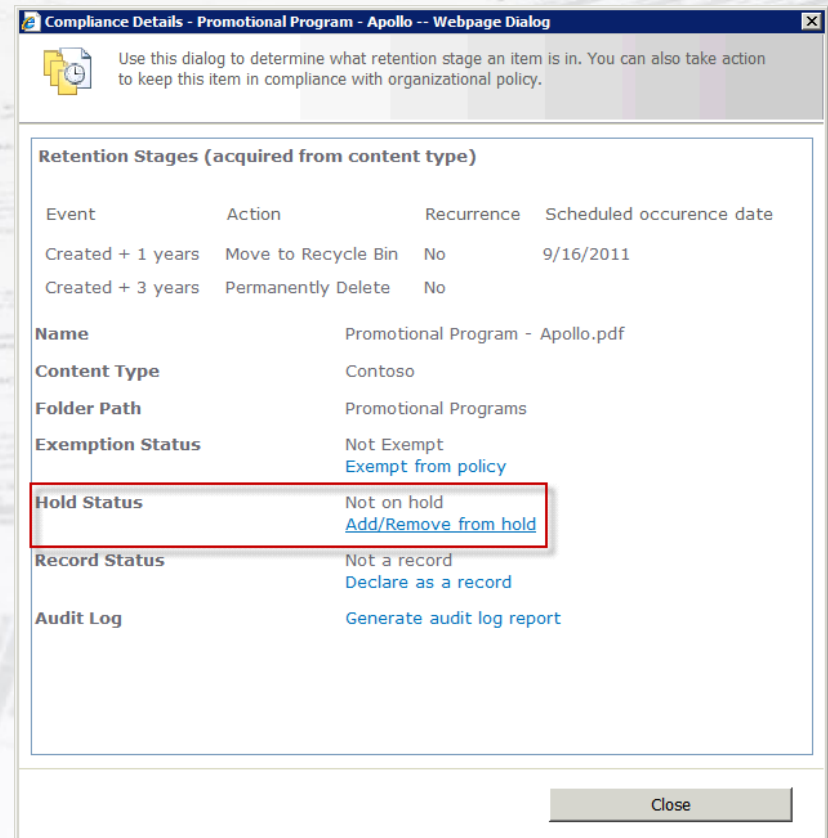 Compliance Details - Promotional Program - Apollo -- Webpage Dialog
Use this dialog to determine what retention stage an item is in. You can also take action
to keep this item in compliance with organizational policy.
Retention Stages (acquired from content type)
Event Action Recurrence Scheduled occurence date
Created + 1 years Move to Recycle Bin No 9/16/2011
Created + 3 years Permanently Delete No
Name Promotional Program - Apollo.pdf
Content Type Contoso
Folder Path Promotional Programs
Exemption Status Not Exempt
Exempt from policy
Hold Status Not on hold
Add/Remove from hold
Record Status Not a record
Declare as a record
Audit Log Generate audit log report
Close